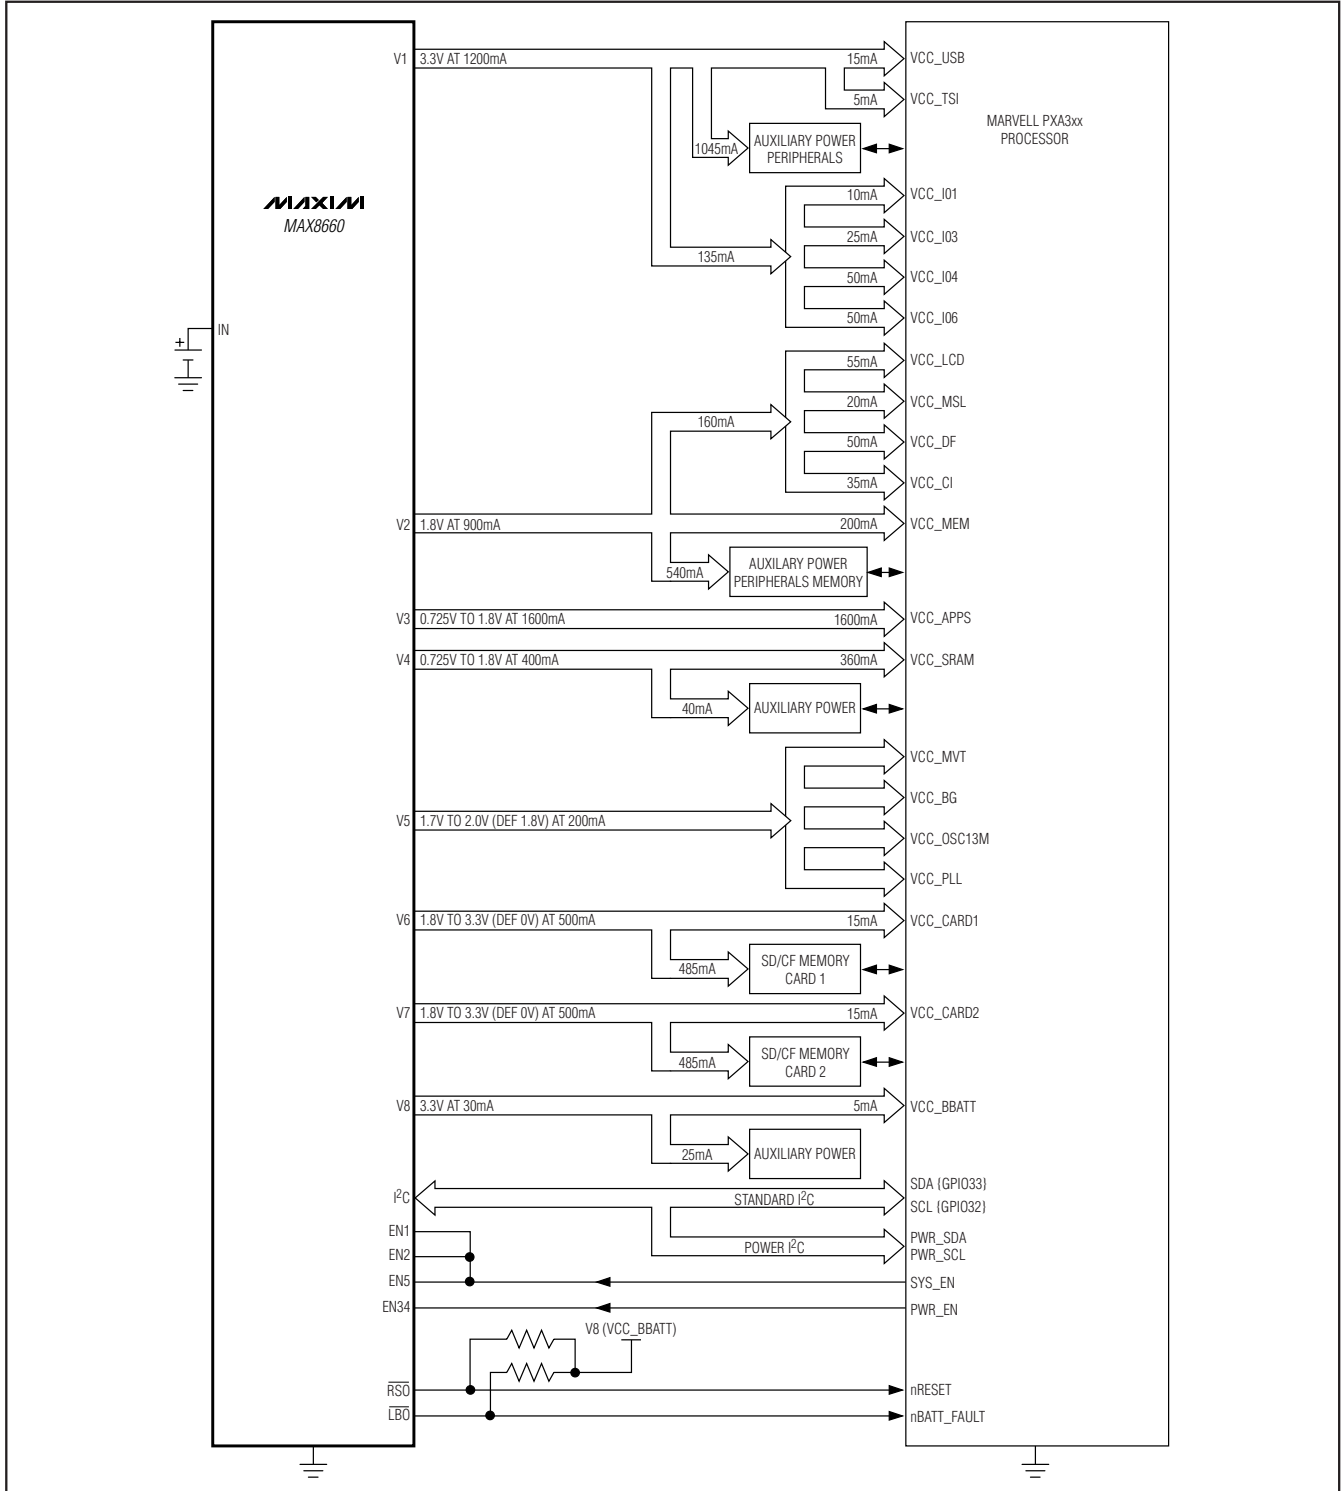 V1 3.3V AT 1200mA 15mA VCC_USB
5mA VCC_TSI
MARVELL PXA3xx
PROCESSOR
1045mA AUXILIARY POWER
PERIPHERALS
10mA VCC_I01
MAXIM
MAX8660
25mA VCC_I03
135mA
50mA VCC_I04
50mA VCC_I06
IN
+
55mA VCC_LCD
20mA VCC_MSL
160mA
50mA VCC_DF
35mA VCC_CI
V2 1.8V AT 900mA 200mA VCC_MEM
540mA AUXILARY POWER
PERIPHERALS MEMORY
V3 0.725V TO 1.8V AT 1600mA 1600mA VCC_APPS
V4 0.725V TO 1.8V AT 400mA 360mA VCC_SRAM
40mA AUXILIARY POWER
VCC_MVT
VCC_BG
V5 1.7V TO 2.0V (DEF 1.8V) AT 200mA
VCC_OSC13M
VCC_PLL
V6 1.8V TO 3.3V (DEF 0V) AT 500mA 15mA VCC_CARD1
485mA SD/CF MEMORY
CARD 1
V7 1.8V TO 3.3V (DEF 0V) AT 500mA 15mA VCC_CARD2
485mA SD/CF MEMORY
CARD 2
V8 3.3V AT 30mA 5mA VCC_BBATT
25mA AUXILIARY POWER
SDA {GPIO33}
I²C STANDARD I²C
SCL {GPIO32}
EN1 PWR_SDA
POWER I²C
EN2 PWR_SCL
EN5 SYS_EN
EN34 PWR_EN
V8 (VCC_BBATT)
RSO nRESET
LBO nBATT_FAULT